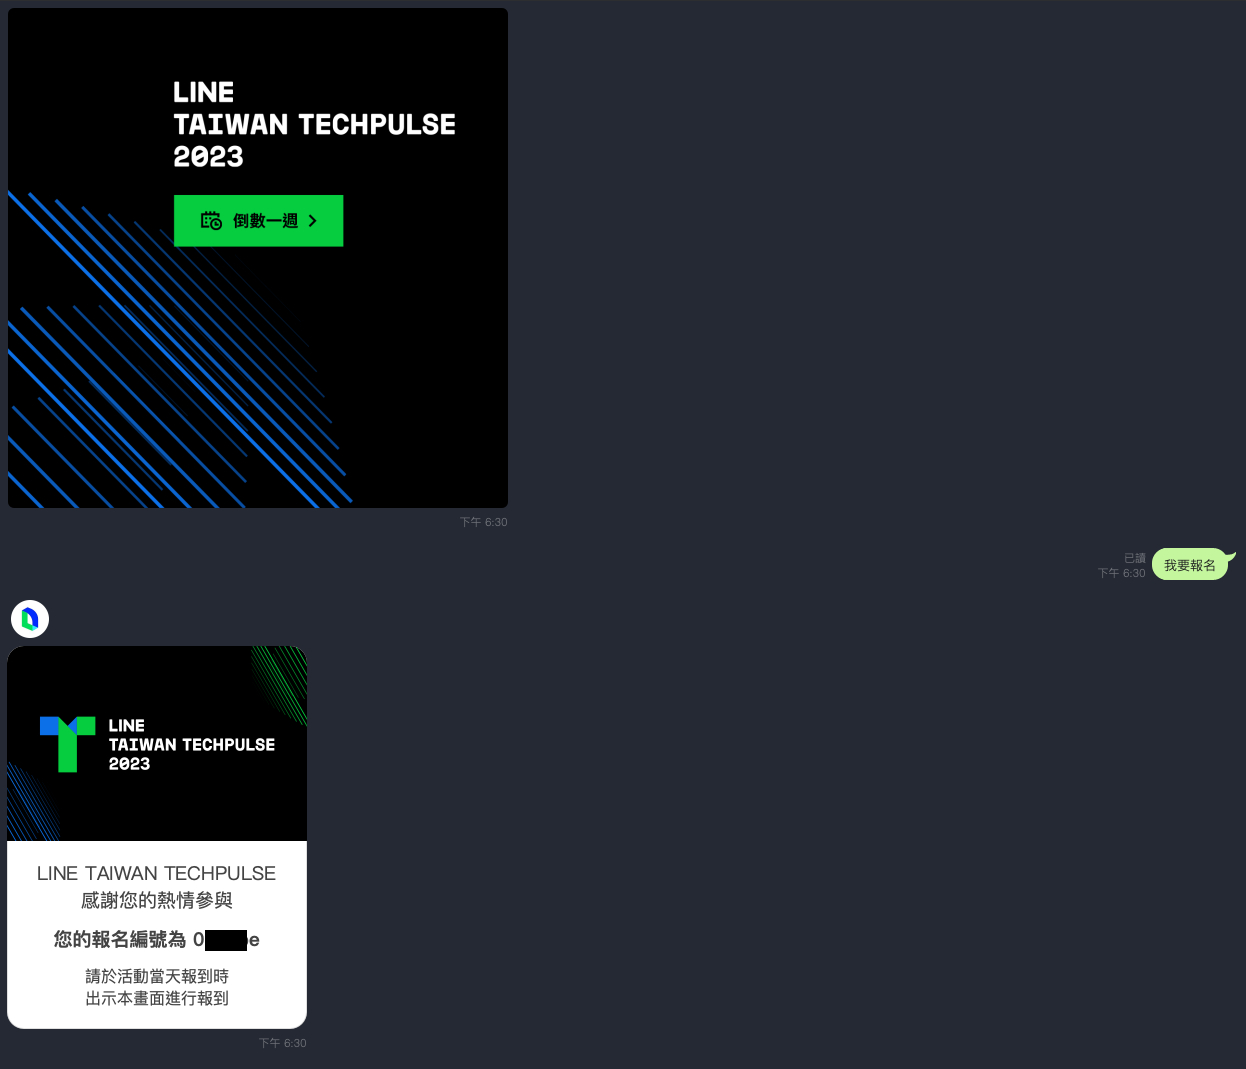 LINE
TAIWAN TECHPULSE
2023
倒數一週
下午 6:30
已讀
下午 6:30
我要報名
LINE
TAIWAN TECHPULSE
2023
LINE TAIWAN TECHPULSE
感謝您的熱情參與
您的報名編號為 0 e
請於活動當天報到時
出示本畫面進行報到
下午 6:30